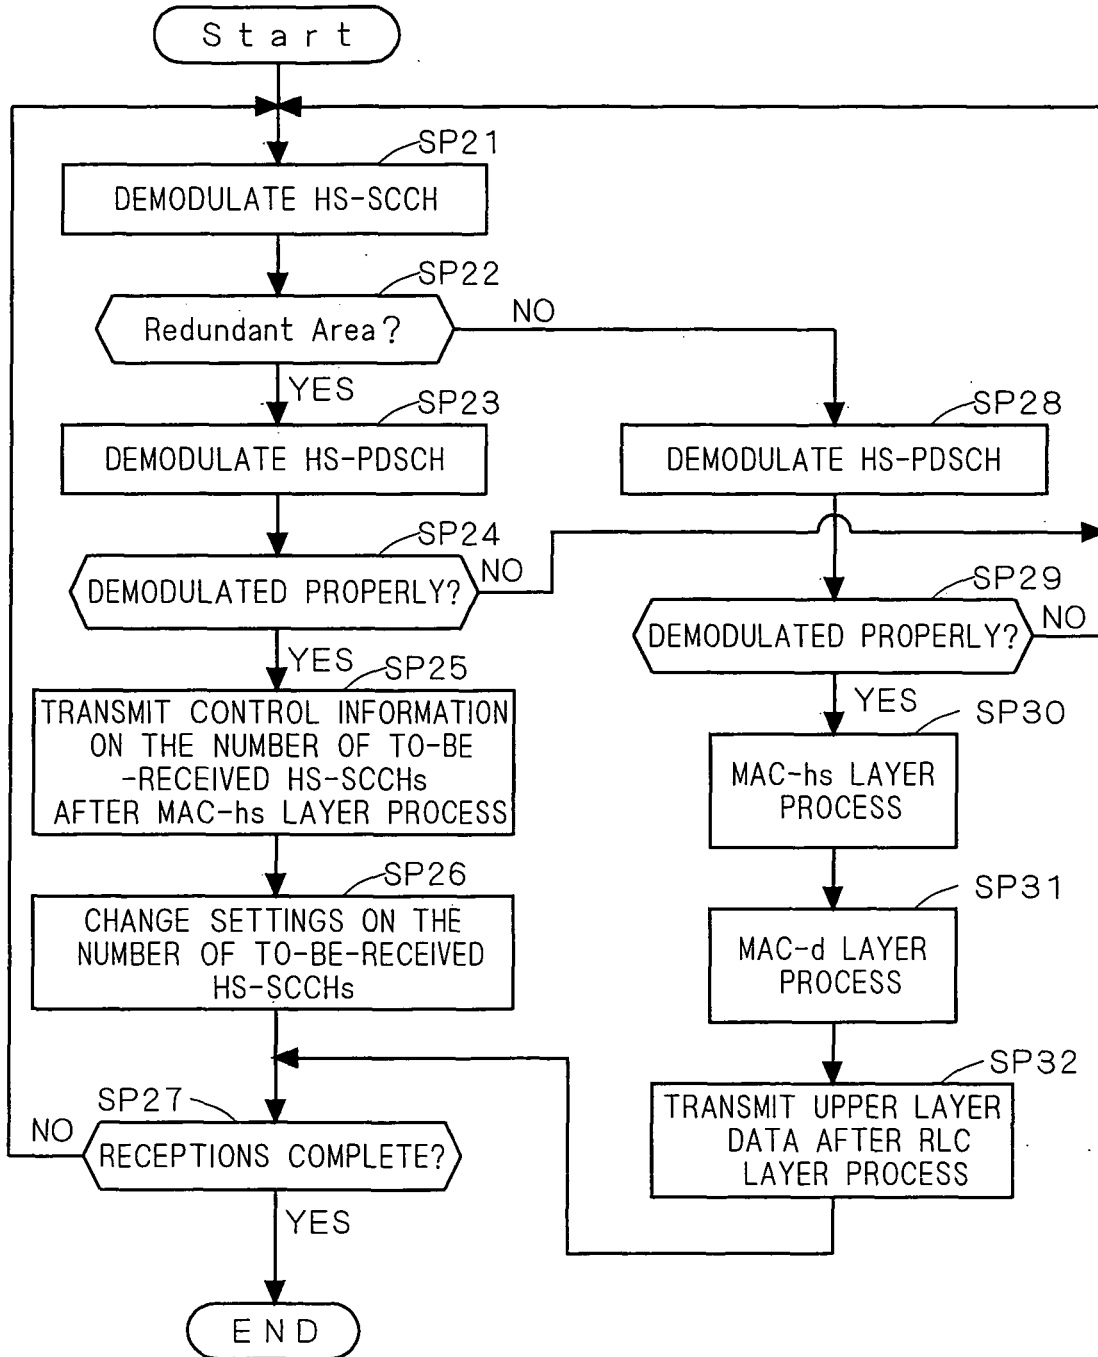 Start
SP21
DEMODULATE HS-SCCH
SP22
Redundant Area?
NO
YES
SP23
DEMODULATE HS-PDSCH
SP28
DEMODULATE HS-PDSCH
SP24
DEMODULATED PROPERLY?
NO
SP29
DEMODULATED PROPERLY?
NO
YES
SP25
TRANSMIT CONTROL INFORMATION
ON THE NUMBER OF TO-BE
-RECEIVED HS-SCCHs
AFTER MAC-hs LAYER PROCESS
YES
SP30
MAC-hs LAYER
PROCESS
SP26
CHANGE SETTINGS ON THE
NUMBER OF TO-BE-RECEIVED
HS-SCCHs
SP31
MAC-d LAYER
PROCESS
SP32
TRANSMIT UPPER LAYER
DATA AFTER RLC
LAYER PROCESS
SP27
NO
RECEPTIONS COMPLETE?
YES
END